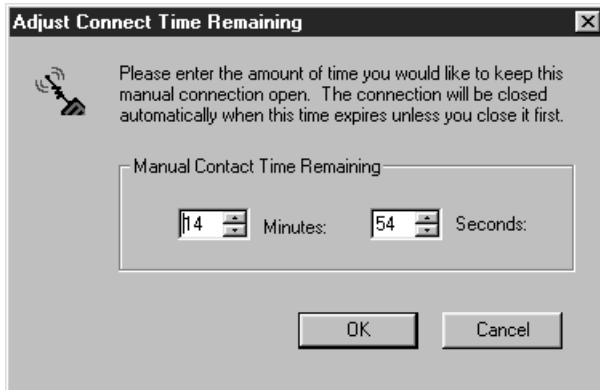 Adjust Connect Time Remaining
Please enter the amount of time you would like to keep this
manual connection open.  The connection will be closed
automatically when this time expires unless you close it first.
Manual Contact Time Remaining
14 Minutes: 54 Seconds:
OK Cancel